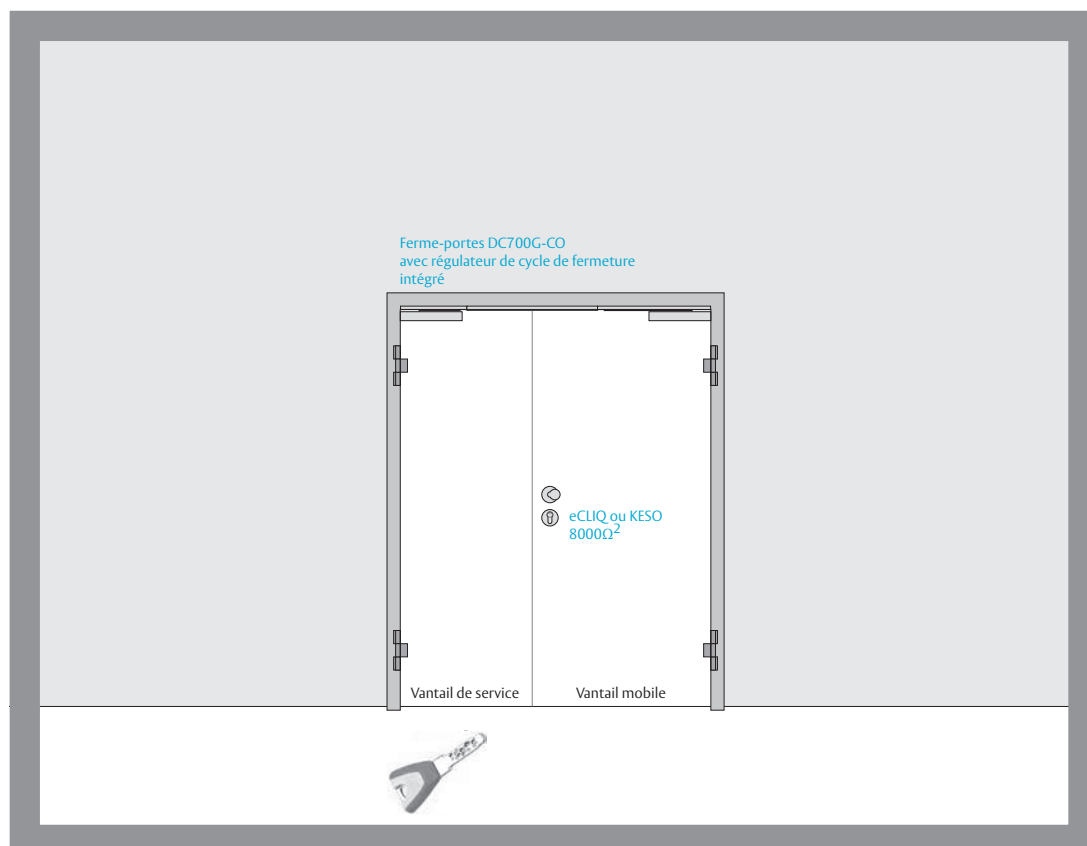 Ferme-portes DC700G-CO
avec régulateur de cycle de fermeture
intégré
eCLIQ ou KESO
8000Ω²
Vantail de service
Vantail mobile